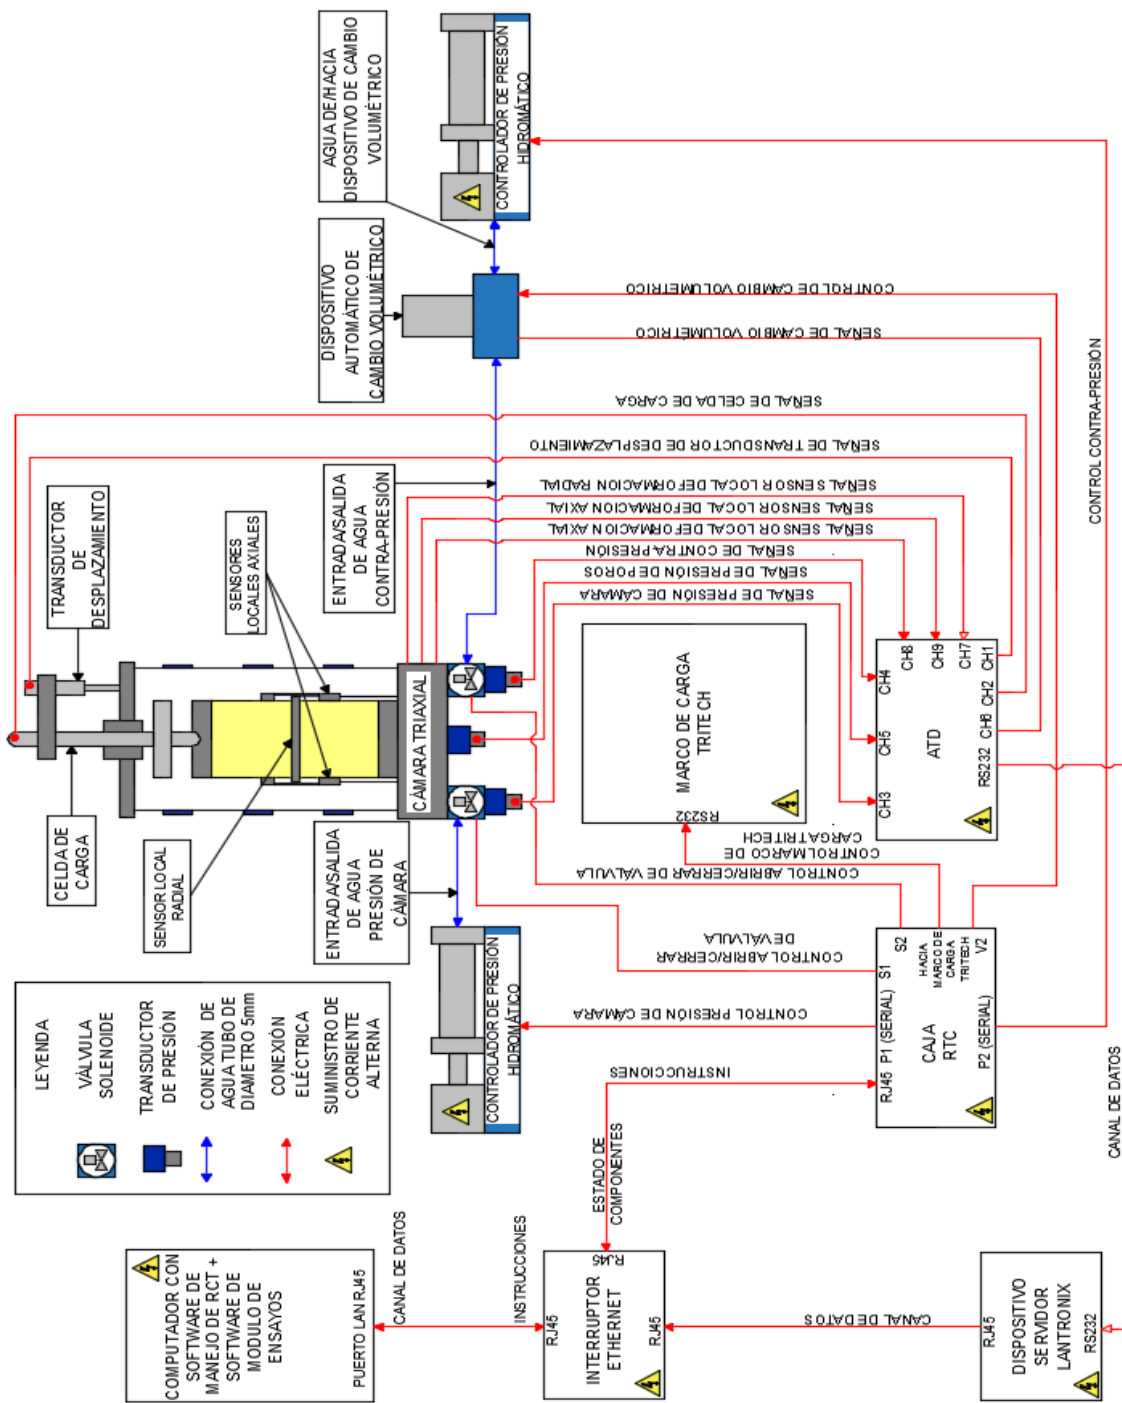 LEYENDA
VÁLVULA
SOLENOIDE
TRANSDUCTOR
DE PRESIÓN
CONEXIÓN DE
AGUA TUBO DE
DIAMETRO 5mm
CONEXIÓN
ELÉCTRICA
SUMINISTRO DE
CORRIENTE
ALTERNA
CELDA DE
CARGA
TRANSDUCTOR
DE
DESPLAZAMIENTO
SENSOR LOCAL
RADIAL
SENSORES
LOCALES AXIALES
ENTRADA/SALIDA
DE AGUA
PRESIÓN DE
CÁMARA
ENTRADA/SALIDA
DE AGUA
CONTRA-PRESIÓN
CÁMARA TRIAXIAL
DISPOSITIVO
AUTOMÁTICO DE
CAMBIO VOLUMÉTRICO
AGUA DE/HACIA
DISPOSITIVO DE CAMBIO
VOLUMÉTRICO
CONTROLADOR DE PRESIÓN
HIDROMÁTICO
CONTROLADOR DE PRESIÓN
HIDROMÁTICO
CONTROL DE CAMBIO VOLUMETRICO
SEÑAL DE CAMBIO VOLUMÉTRICO
SEÑAL DE CELDA DE CARGA
SEÑAL DE TRANSDUCTOR DE DESPLAZAMIENTO
SEÑAL SENSOR LOCAL DEFORMACION RADIAL
SEÑAL SENSOR LOCAL DEFORMACION AXIAL
SEÑAL SENSOR LOCAL DEFORMACION AXIAL
SEÑAL DE CONTRA-PRESIÓN
SEÑAL DE PRESIÓN DE POROS
SEÑAL DE PRESIÓN DE CÁMARA
MARCO DE CARGA
TRITECH
RS232
CONTROL MARCO DE
CARGA TRITECH
CONTROL ABRIR/CERRAR DE VÁLVULA
CONTROL ABRIR/CERRAR
DE VÁLVULA
CONTROL PRESIÓN DE CÁMARA
INSTRUCCIONES
CH3
CH5
CH4
CH8
CH9
CH7
CH1
CH2
CH6
RS232
ATD
RJ45
P1 (SERIAL)
S1
S2
HACIA
MARCO DE
CARGA
TRITECH
V2
CAJA
RTC
P2 (SERIAL)
CONTROL CONTRA-PRESIÓN
CANAL DE DATOS
COMPUTADOR CON
SOFTWARE DE
MANEJO DE RCT +
SOFTWARE DE
MODULO DE
ENSAYOS
PUERTO LAN RJ45
CANAL DE DATOS
INSTRUCCIONES
ESTADO DE
COMPONENTES
RJ45
RJ45
INTERRUPTOR
ETHERNET
RJ45
CANAL DE DATOS
RJ45
DISPOSITIVO
SERVIDOR
LANTRONIX
RS232